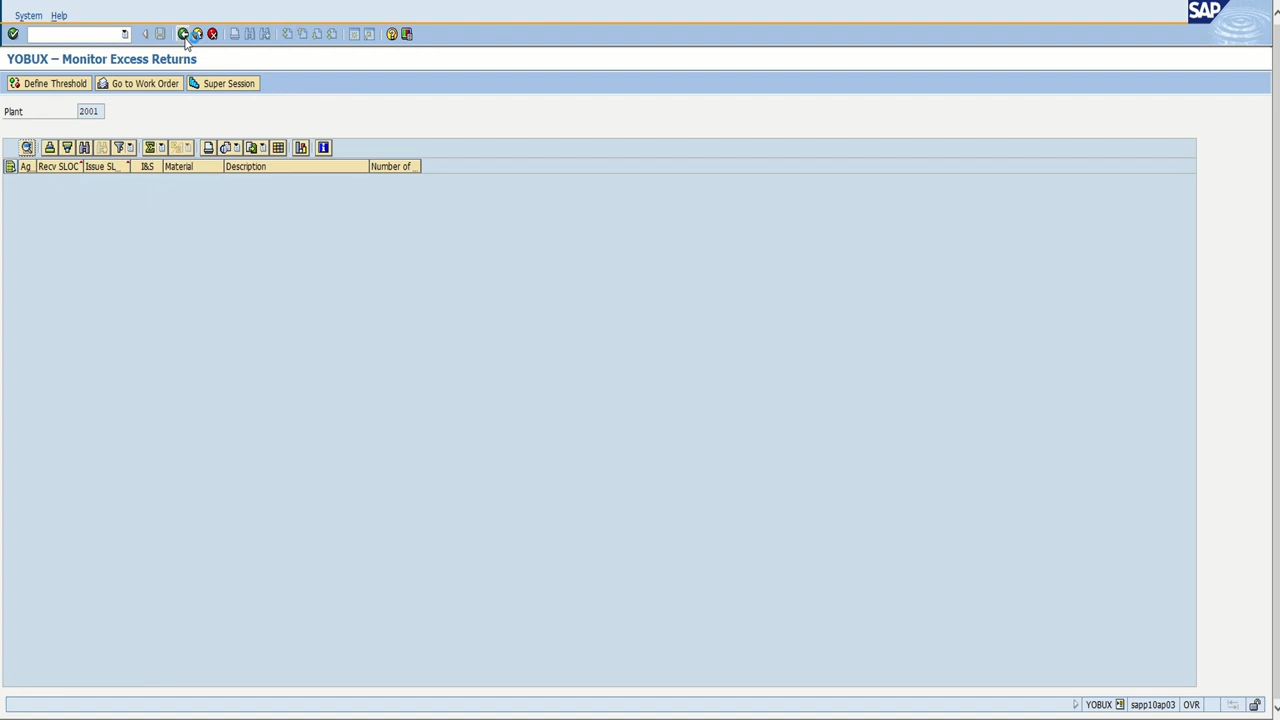 System Help
SAP
YOBUX – Monitor Excess Returns
Define Threshold Go to Work Order Super Session
Plant 2001
Ag Recv SLOC Issue SL... I&S Material Description Number of ...
YOBUX sapp10ap03 OVR